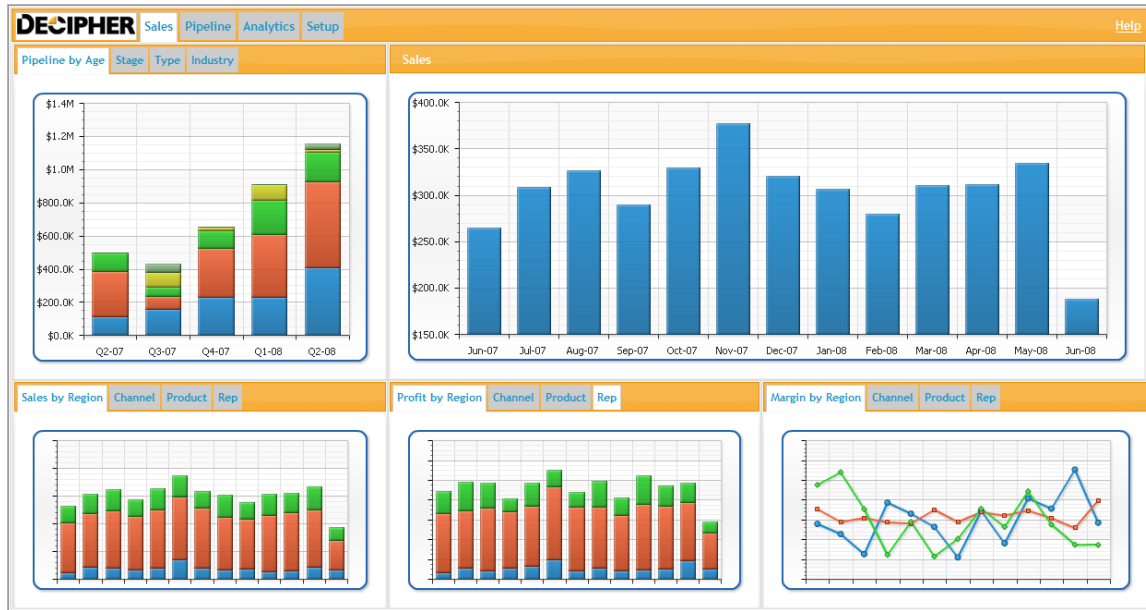 DECIPHER Sales Pipeline Analytics Setup Help
Pipeline by Age Stage Type Industry
Sales
$1.4M
$1.2M
$1.0M
$800.0K
$600.0K
$400.0K
$200.0K
$0.0K
Q2-07 Q3-07 Q4-07 Q1-08 Q2-08
$400.0K
$350.0K
$300.0K
$250.0K
$200.0K
$150.0K
Jun-07 Jul-07 Aug-07 Sep-07 Oct-07 Nov-07 Dec-07 Jan-08 Feb-08 Mar-08 Apr-08 May-08 Jun-08
Sales by Region Channel Product Rep
Profit by Region Channel Product Rep
Margin by Region Channel Product Rep